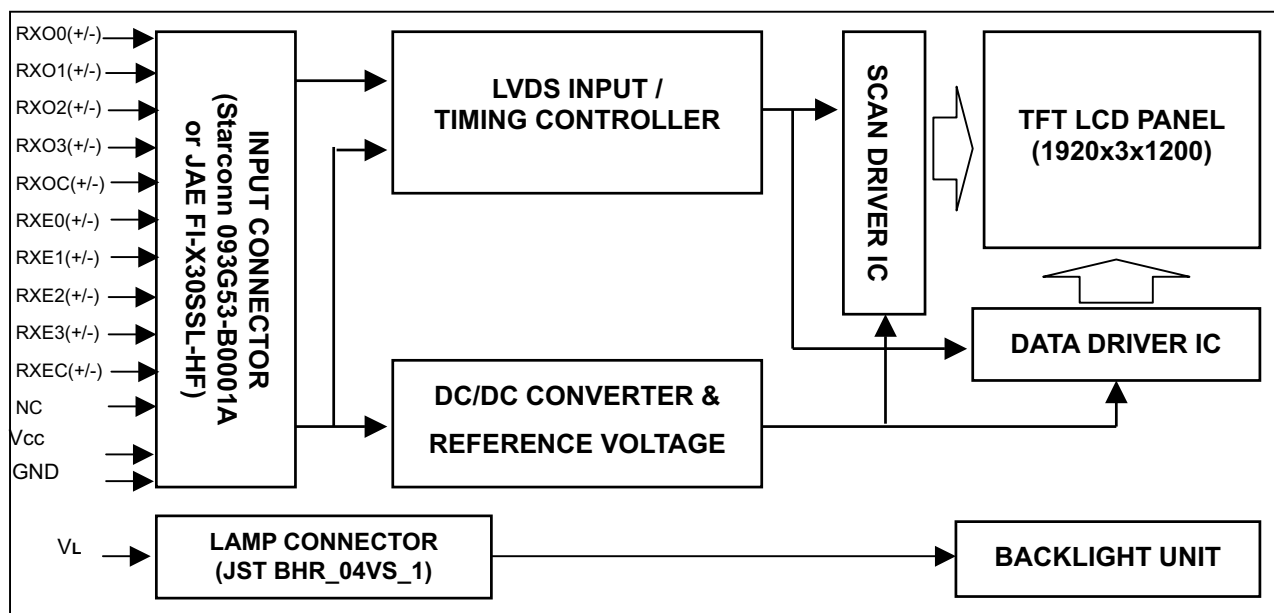 RXO0(+/-)
RXO1(+/-)
RXO2(+/-)
RXO3(+/-)
RXOC(+/-)
RXE0(+/-)
RXE1(+/-)
RXE2(+/-)
RXE3(+/-)
RXEC(+/-)
NC
Vcc
GND
VL
INPUT CONNECTOR
(Starconn 093G53-B0001A
or JAE FI-X30SSL-HF)
LVDS INPUT /
TIMING CONTROLLER
SCAN DRIVER IC
TFT LCD PANEL
(1920x3x1200)
DATA DRIVER IC
DC/DC CONVERTER &
REFERENCE VOLTAGE
LAMP CONNECTOR
(JST BHR_04VS_1)
BACKLIGHT UNIT